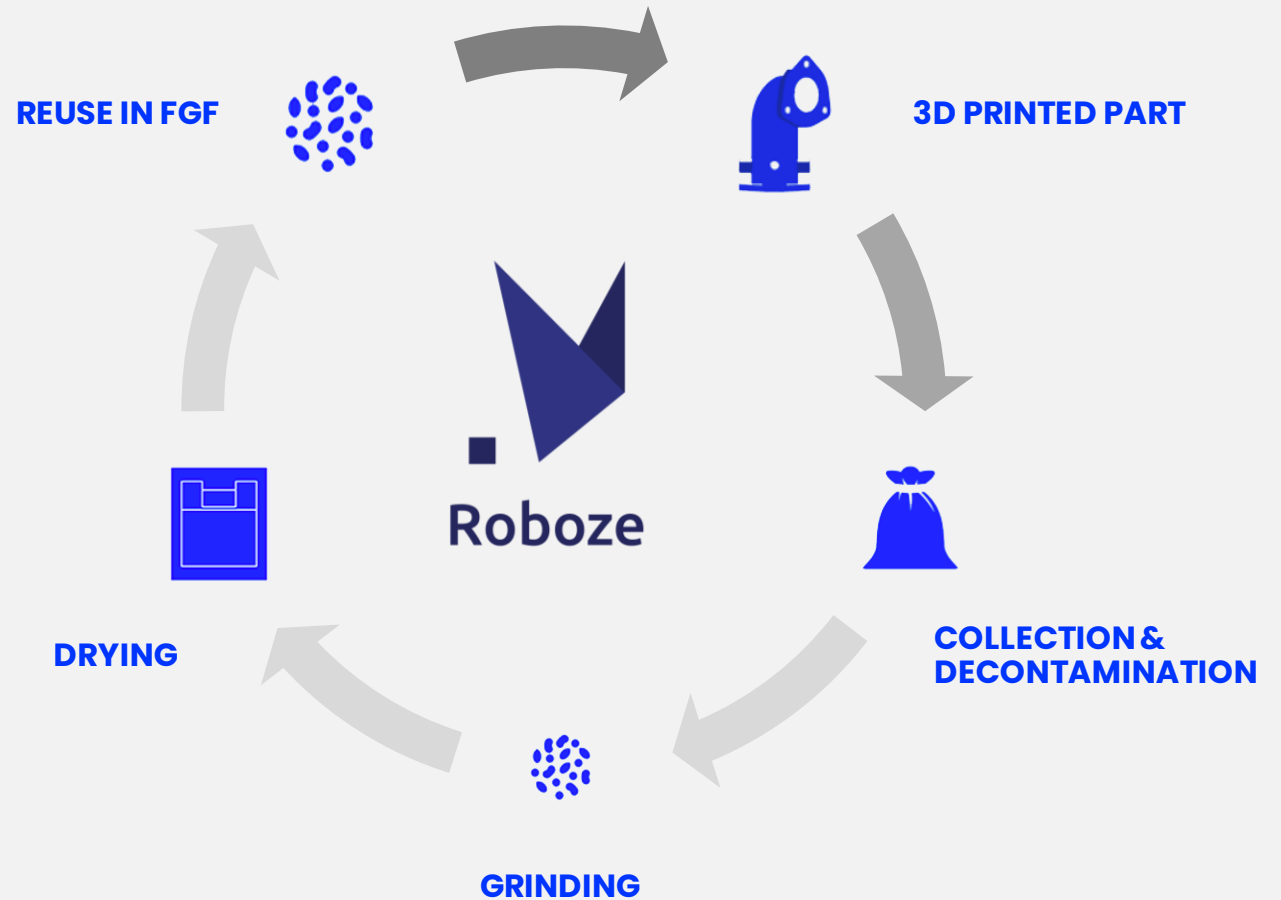 REUSE IN FGF
3D PRINTED PART
Roboze
COLLECTION &
DECONTAMINATION
DRYING
GRINDING